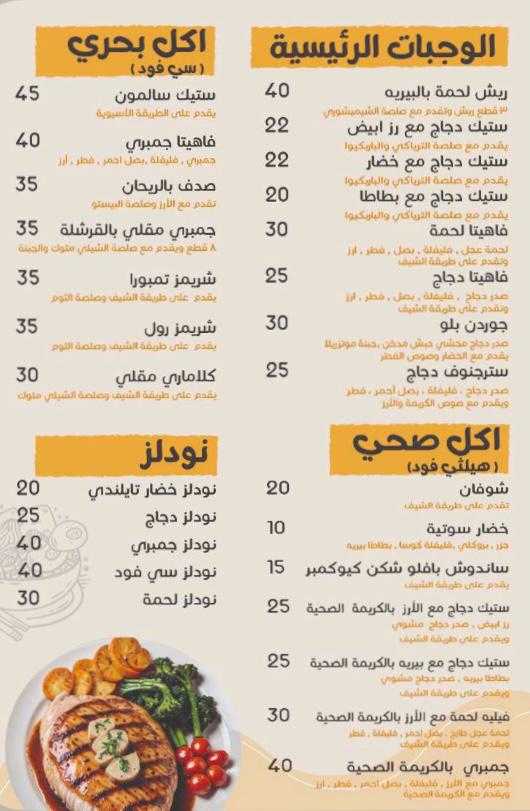 الوجبات الرئيسية
ريش لحمة بالبيريه 40
٣ قطع ريش وتقدم مع صلصة الشيميشوري
ستيك دجاج مع رز ابيض 22
يقدم مع صلصة الترياكي والباربكيوا
ستيك دجاج مع خضار 22
يقدم مع صلصة الترياكي والباربكيوا
ستيك دجاج مع بطاطا 20
يقدم مع صلصة الترياكي والباربكيوا
فاهيتا لحمة 30
لحمة عجل ، فليفلة ، بصل ، فطر ، ارز
وتقدم على طريقة الشيف
فاهيتا دجاج 25
صدر دجاج ، فليفلة ، بصل ، فطر ، ارز
وتقدم على طريقة الشيف
جوردن بلو 30
صدر دجاج محشي حبش مدخن ،جبنة موتزريلا
يقدم مع الخضار وصوص الفطر
سترجنوف دجاج 25
صدر دجاج ، فليفلة ، بصل احمر ، فطر
ويقدم مع صوص الكريمة والأرز
اكل صحي
(هيلثي فود)
شوفان 20
تقدم على طريقة الشيف
خضار سوتية 10
جزر ، بروكلي ،فليفلة كوسا ، بطاطا بيريه
ساندوش بافلو شكن كيوكمبر 15
يقدم على طريقة الشيف
ستيك دجاج مع الأرز بالكريمة الصحية 25
رز ابيض ، صدر دجاج مشوي
ويقدم على طريقة الشيف
ستيك دجاج مع بيريه بالكريمة الصحية 25
بطاطا بيريه ، صدر دجاج مشوي
ويقدم على طريقة الشيف
فيليه لحمة مع الأرز بالكريمة الصحية 30
لحمة عجل طازج ، بصل احمر ، فليفلة ، فطر
ويقدم على طريقة الشيف
جمبري بالكريمة الصحية 40
جمبري مع الأرز ، فليفلة ، بصل احمر ، فطر ، أرز
ويقدم مع الكريمة الصحية
اكل بحري
(سي فود)
ستيك سالمون 45
يقدم على الطريقة الآسيوية
فاهيتا جمبري 40
جمبري ، فليفلة ،بصل احمر ، فطر ، أرز
صدف بالريحان 35
تقدم مع الأرز وصلصة البيستو
جمبري مقلي بالقرشلة 35
٨ قطع ويقدم مع صلصة الشيلي متوك والجبنة
شريمز تمبورا 35
يقدم على طريقة الشيف وصلصة الثوم
شريمز رول 35
يقدم على طريقة الشيف وصلصة الثوم
كلاماري مقلي 30
يقدم على طريقة الشيف وصلصة الشيلي متوك
نودلز
نودلز خضار تايلندي 20
نودلز دجاج 25
نودلز جمبري 40
نودلز سي فود 40
نودلز لحمة 30